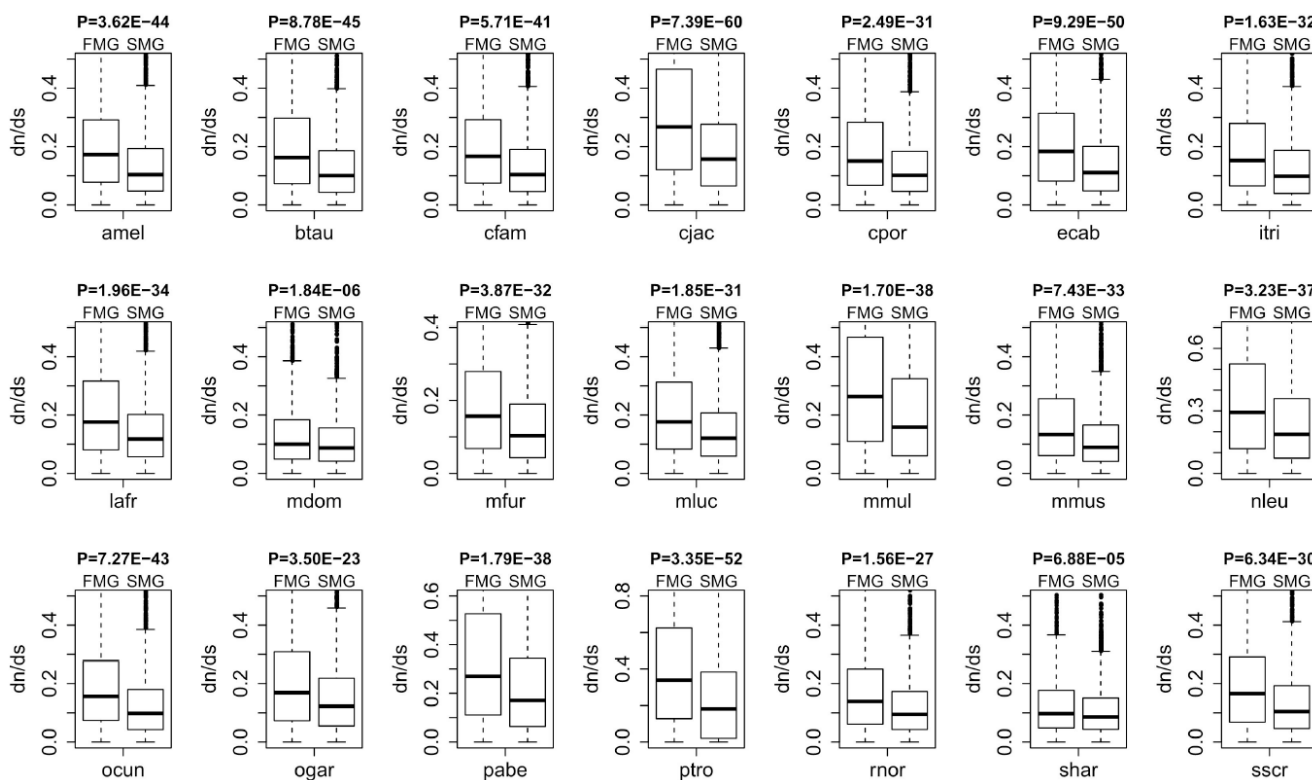 P=3.62E−44 P=8.78E−45 P=5.71E−41 P=7.39E−60 P=2.49E−31 P=9.29E−50 P=1.63E−32
FMG SMG FMG SMG FMG SMG FMG SMG FMG SMG FMG SMG FMG SMG
dn/ds 0.0 0.2 0.4 dn/ds 0.0 0.2 0.4 dn/ds 0.0 0.2 0.4 dn/ds 0.0 0.2 0.4 dn/ds 0.0 0.2 0.4 dn/ds 0.0 0.2 0.4 dn/ds 0.0 0.2 0.4
amel btau cfam cjac cpor ecab itri
P=1.96E−34 P=1.84E−06 P=3.87E−32 P=1.85E−31 P=1.70E−38 P=7.43E−33 P=3.23E−37
FMG SMG FMG SMG FMG SMG FMG SMG FMG SMG FMG SMG FMG SMG
dn/ds 0.0 0.2 0.4 dn/ds 0.0 0.2 0.4 dn/ds 0.0 0.2 0.4 dn/ds 0.0 0.2 0.4 dn/ds 0.0 0.2 0.4 dn/ds 0.0 0.2 0.4 dn/ds 0.0 0.3 0.6
lafr mdom mfur mluc mmul mmus nleu
P=7.27E−43 P=3.50E−23 P=1.79E−38 P=3.35E−52 P=1.56E−27 P=6.88E−05 P=6.34E−30
FMG SMG FMG SMG FMG SMG FMG SMG FMG SMG FMG SMG FMG SMG
dn/ds 0.0 0.2 0.4 dn/ds 0.0 0.2 0.4 dn/ds 0.0 0.2 0.4 0.6 dn/ds 0.0 0.4 0.8 dn/ds 0.0 0.2 0.4 dn/ds 0.0 0.2 0.4 dn/ds 0.0 0.2 0.4
ocun ogar pabe ptro rnor shar sscr